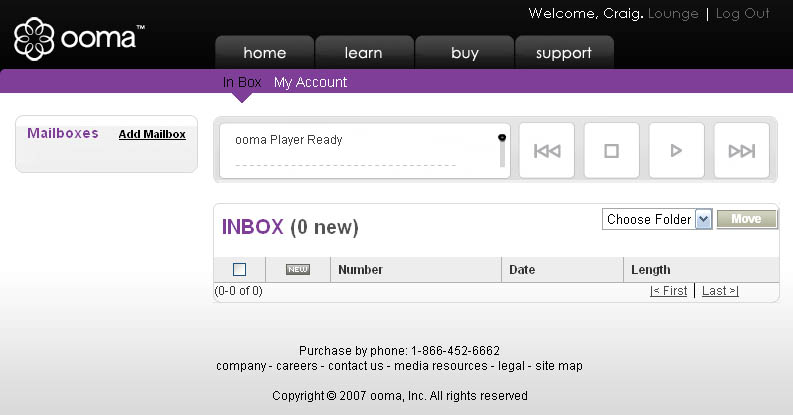 Welcome, Craig. Lounge | Log Out
ooma™
home learn buy support
In Box My Account
Mailboxes Add Mailbox
ooma Player Ready
INBOX (0 new)
Choose Folder Move
NEW Number Date Length
(0-0 of 0) |< First | Last >|
Purchase by phone: 1-866-452-6662
company - careers - contact us - media resources - legal - site map
Copyright © 2007 ooma, Inc. All rights reserved